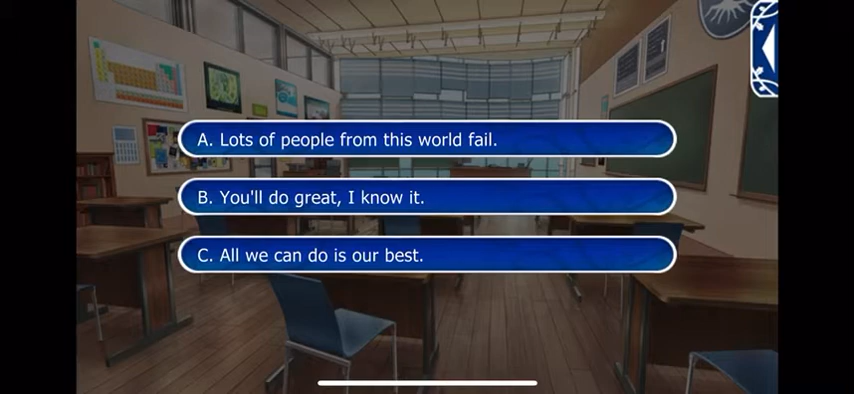 A. Lots of people from this world fail.
B. You'll do great, I know it.
C. All we can do is our best.